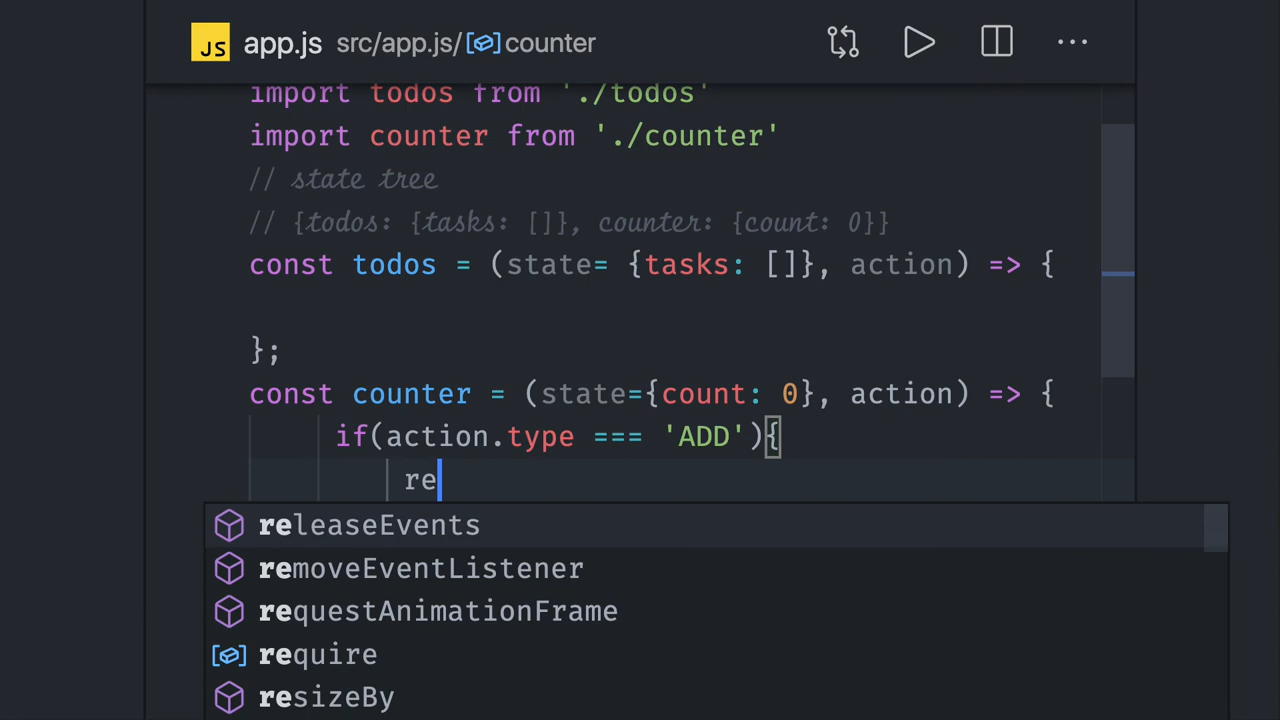 JS app.js src/app.js/counter
import todos from './todos'
import counter from './counter'
// state tree
// {todos: {tasks: []}, counter: {count: 0}}
const todos = (state= {tasks: []}, action) => {
};
const counter = (state={count: 0}, action) => {
if(action.type === 'ADD'){
re
releaseEvents
removeEventListener
requestAnimationFrame
require
resizeBy